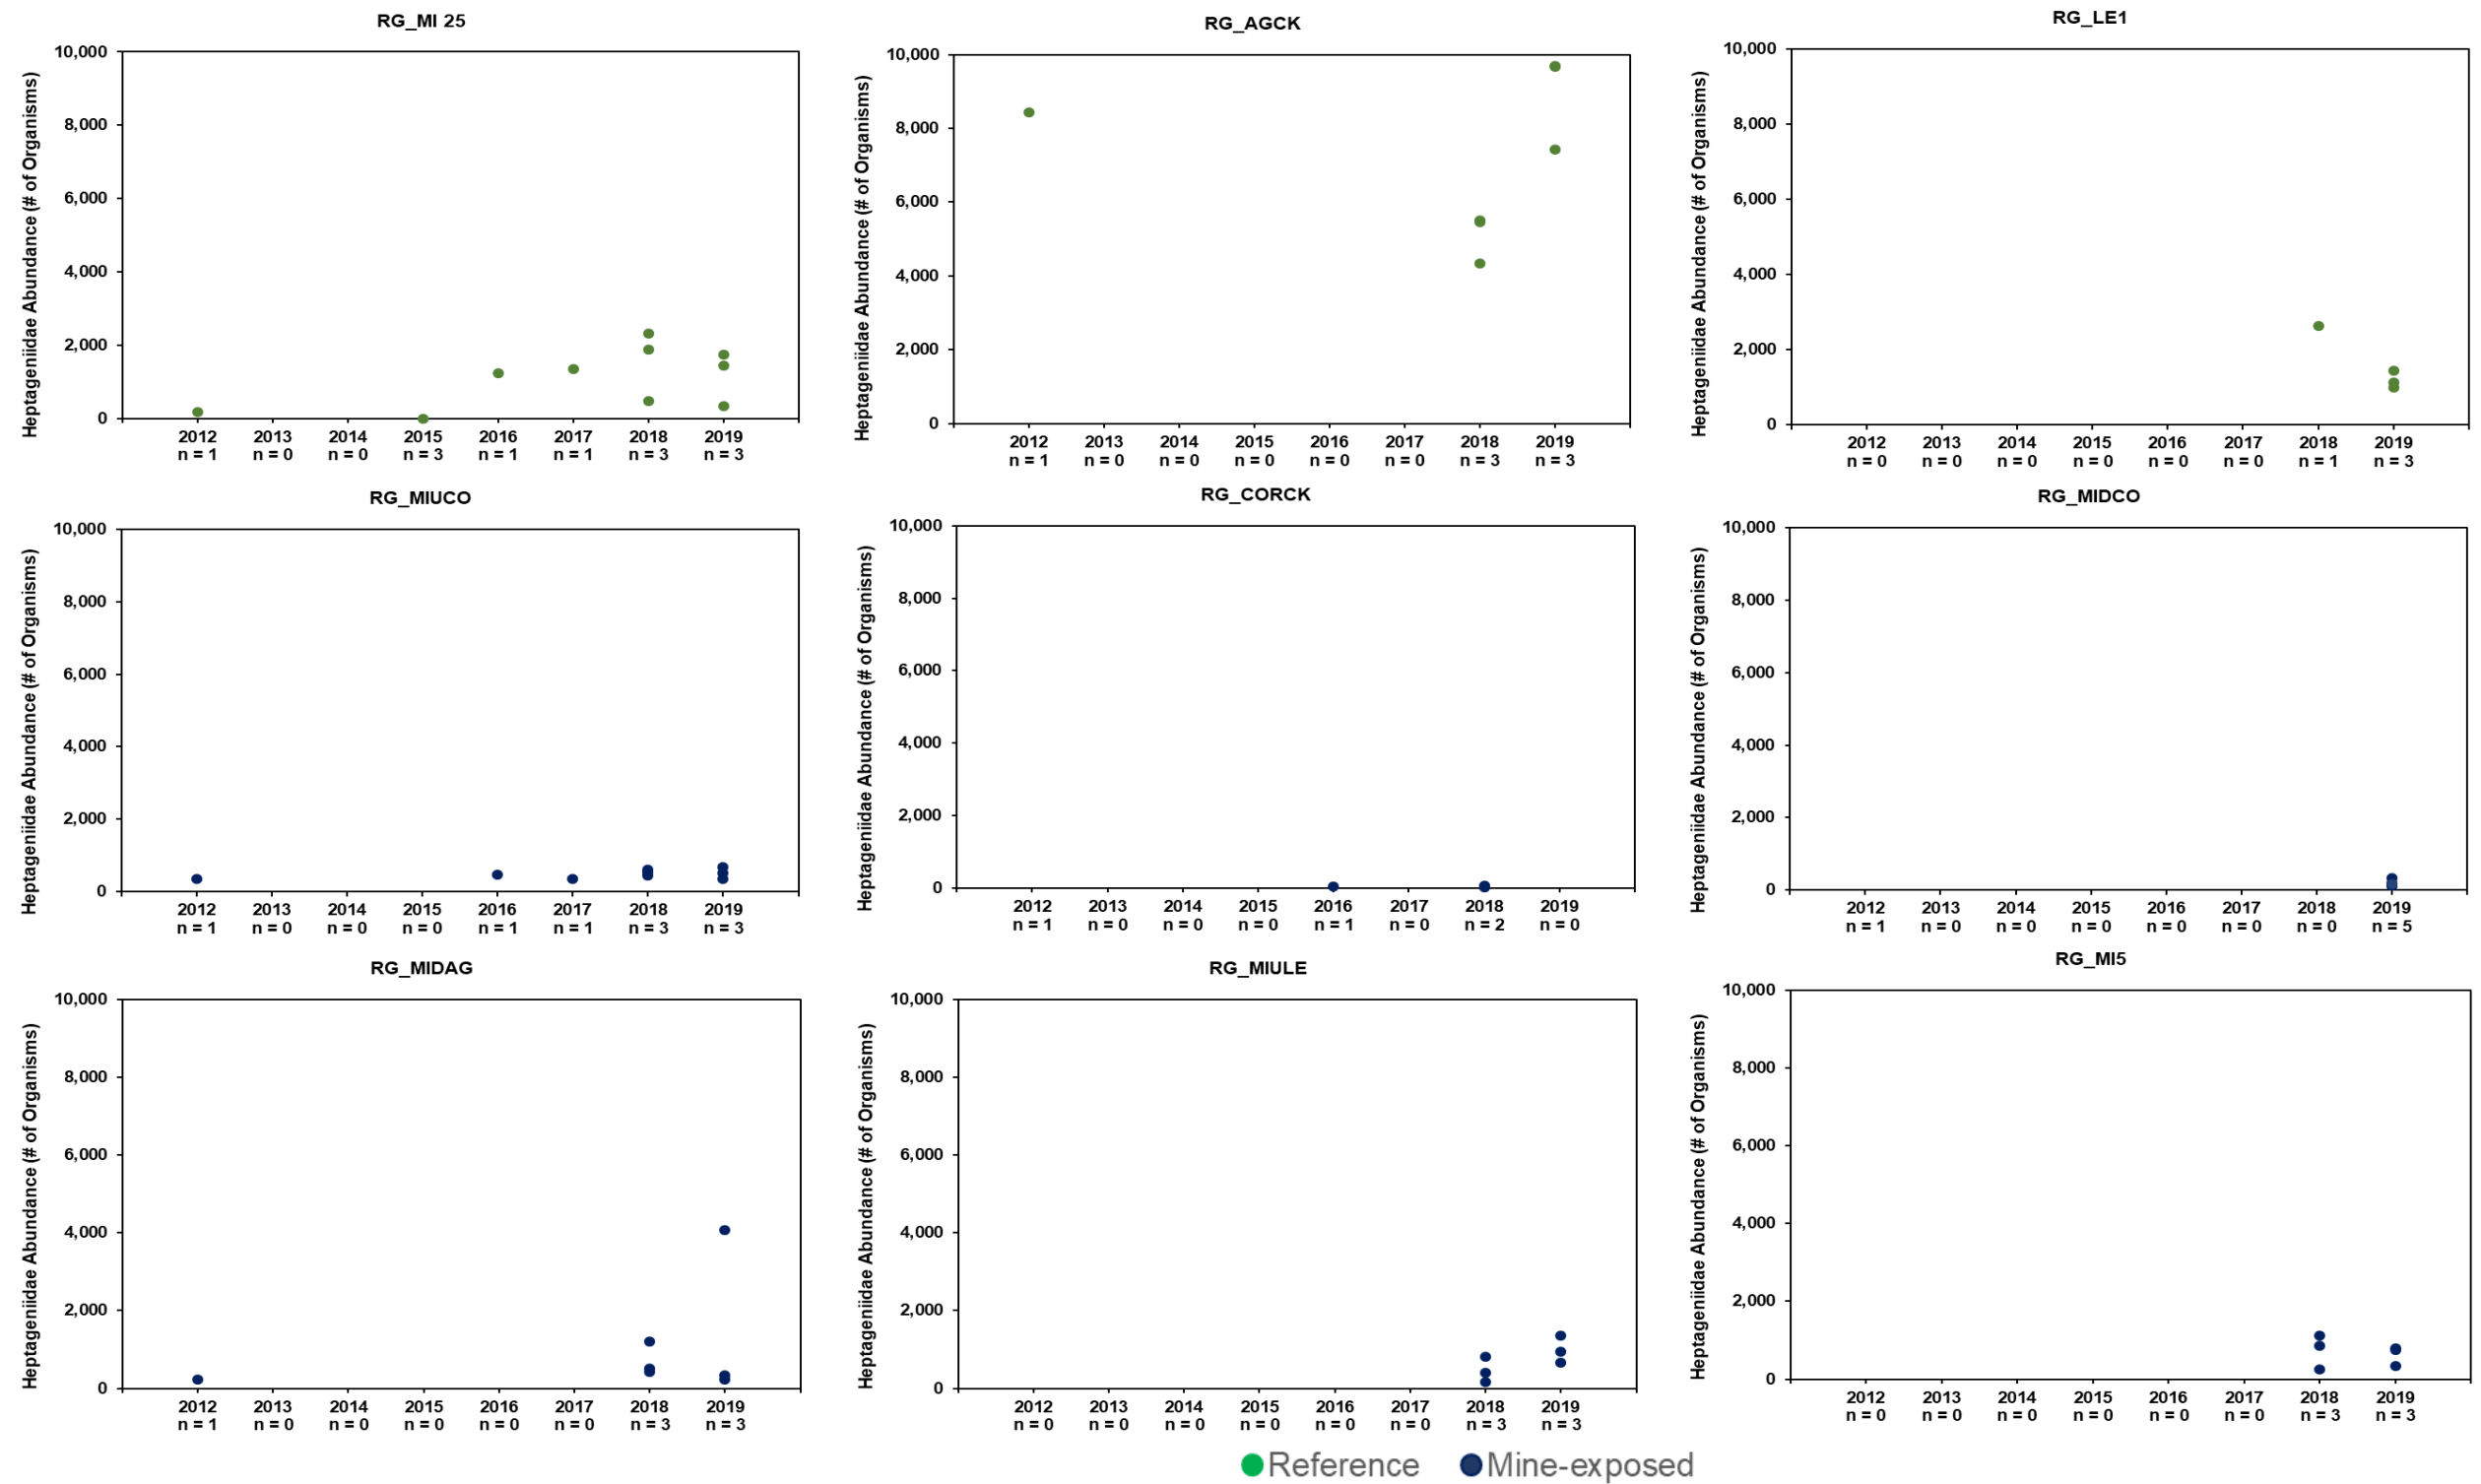 RG_MI 25
Heptageniidae Abundance (# of Organisms)
10,000
8,000
6,000
4,000
2,000
0
2012 2013 2014 2015 2016 2017 2018 2019
n = 1 n = 0 n = 0 n = 3 n = 1 n = 1 n = 3 n = 3
RG_AGCK
Heptageniidae Abundance (# of Organisms)
10,000
8,000
6,000
4,000
2,000
0
2012 2013 2014 2015 2016 2017 2018 2019
n = 1 n = 0 n = 0 n = 0 n = 0 n = 0 n = 3 n = 3
RG_LE1
Heptageniidae Abundance (# of Organisms)
10,000
8,000
6,000
4,000
2,000
0
2012 2013 2014 2015 2016 2017 2018 2019
n = 0 n = 0 n = 0 n = 0 n = 0 n = 0 n = 1 n = 3
RG_MIUCO
Heptageniidae Abundance (# of Organisms)
10,000
8,000
6,000
4,000
2,000
0
2012 2013 2014 2015 2016 2017 2018 2019
n = 1 n = 0 n = 0 n = 0 n = 1 n = 1 n = 3 n = 3
RG_CORCK
Heptageniidae Abundance (# of Organisms)
10,000
8,000
6,000
4,000
2,000
0
2012 2013 2014 2015 2016 2017 2018 2019
n = 1 n = 0 n = 0 n = 0 n = 1 n = 0 n = 2 n = 0
RG_MIDCO
Heptageniidae Abundance (# of Organisms)
10,000
8,000
6,000
4,000
2,000
0
2012 2013 2014 2015 2016 2017 2018 2019
n = 1 n = 0 n = 0 n = 0 n = 0 n = 0 n = 0 n = 5
RG_MIDAG
Heptageniidae Abundance (# of Organisms)
10,000
8,000
6,000
4,000
2,000
0
2012 2013 2014 2015 2016 2017 2018 2019
n = 1 n = 0 n = 0 n = 0 n = 0 n = 0 n = 3 n = 3
RG_MIULE
Heptageniidae Abundance (# of Organisms)
10,000
8,000
6,000
4,000
2,000
0
2012 2013 2014 2015 2016 2017 2018 2019
n = 0 n = 0 n = 0 n = 0 n = 0 n = 0 n = 3 n = 3
RG_MI5
Heptageniidae Abundance (# of Organisms)
10,000
8,000
6,000
4,000
2,000
0
2012 2013 2014 2015 2016 2017 2018 2019
n = 0 n = 0 n = 0 n = 0 n = 0 n = 0 n = 3 n = 3
Reference Mine-exposed